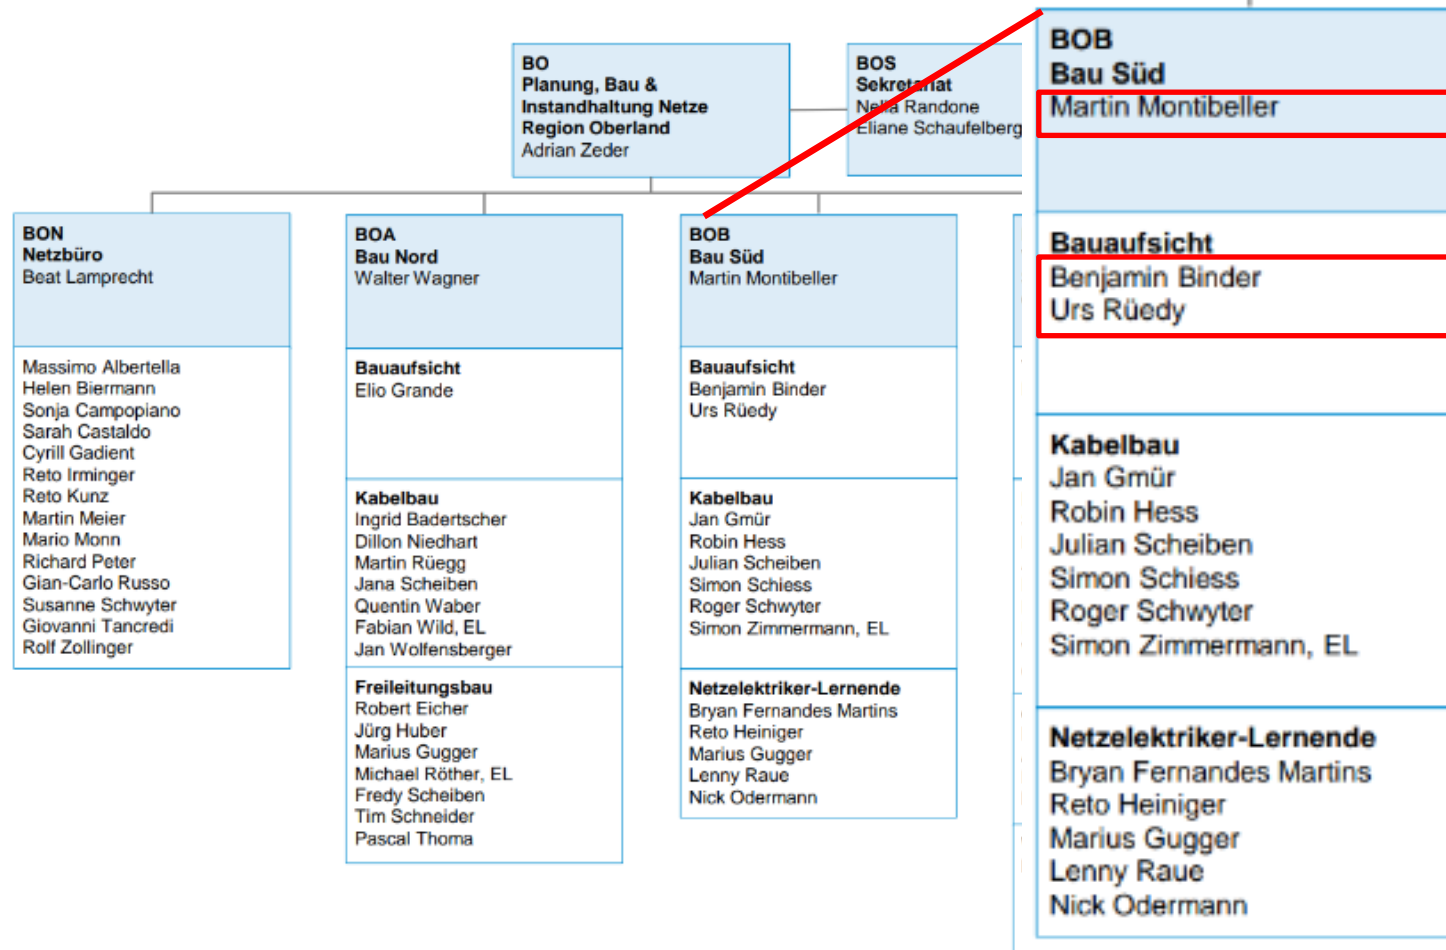 BO
Planung, Bau &
Instandhaltung Netze
Region Oberland
Adrian Zeder
BOS
Sekretariat
Nella Randone
Eliane Schaufelberg
BON
Netzbüro
Beat Lamprecht
Massimo Albertella
Helen Biermann
Sonja Campopiano
Sarah Castaldo
Cyrill Gadient
Reto Irminger
Reto Kunz
Martin Meier
Mario Monn
Richard Peter
Gian-Carlo Russo
Susanne Schwyter
Giovanni Tancredi
Rolf Zollinger
BOA
Bau Nord
Walter Wagner
Bauaufsicht
Elio Grande
Kabelbau
Ingrid Badertscher
Dillon Niedhart
Martin Rüegg
Jana Scheiben
Quentin Waber
Fabian Wild, EL
Jan Wolfensberger
Freileitungsbau
Robert Eicher
Jürg Huber
Marius Gugger
Michael Röther, EL
Fredy Scheiben
Tim Schneider
Pascal Thoma
BOB
Bau Süd
Martin Montibeller
Bauaufsicht
Benjamin Binder
Urs Rüedy
Kabelbau
Jan Gmür
Robin Hess
Julian Scheiben
Simon Schiess
Roger Schwyter
Simon Zimmermann, EL
Netzelektriker-Lernende
Bryan Fernandes Martins
Reto Heiniger
Marius Gugger
Lenny Raue
Nick Odermann
BOB
Bau Süd
Martin Montibeller
Bauaufsicht
Benjamin Binder
Urs Rüedy
Kabelbau
Jan Gmür
Robin Hess
Julian Scheiben
Simon Schiess
Roger Schwyter
Simon Zimmermann, EL
Netzelektriker-Lernende
Bryan Fernandes Martins
Reto Heiniger
Marius Gugger
Lenny Raue
Nick Odermann